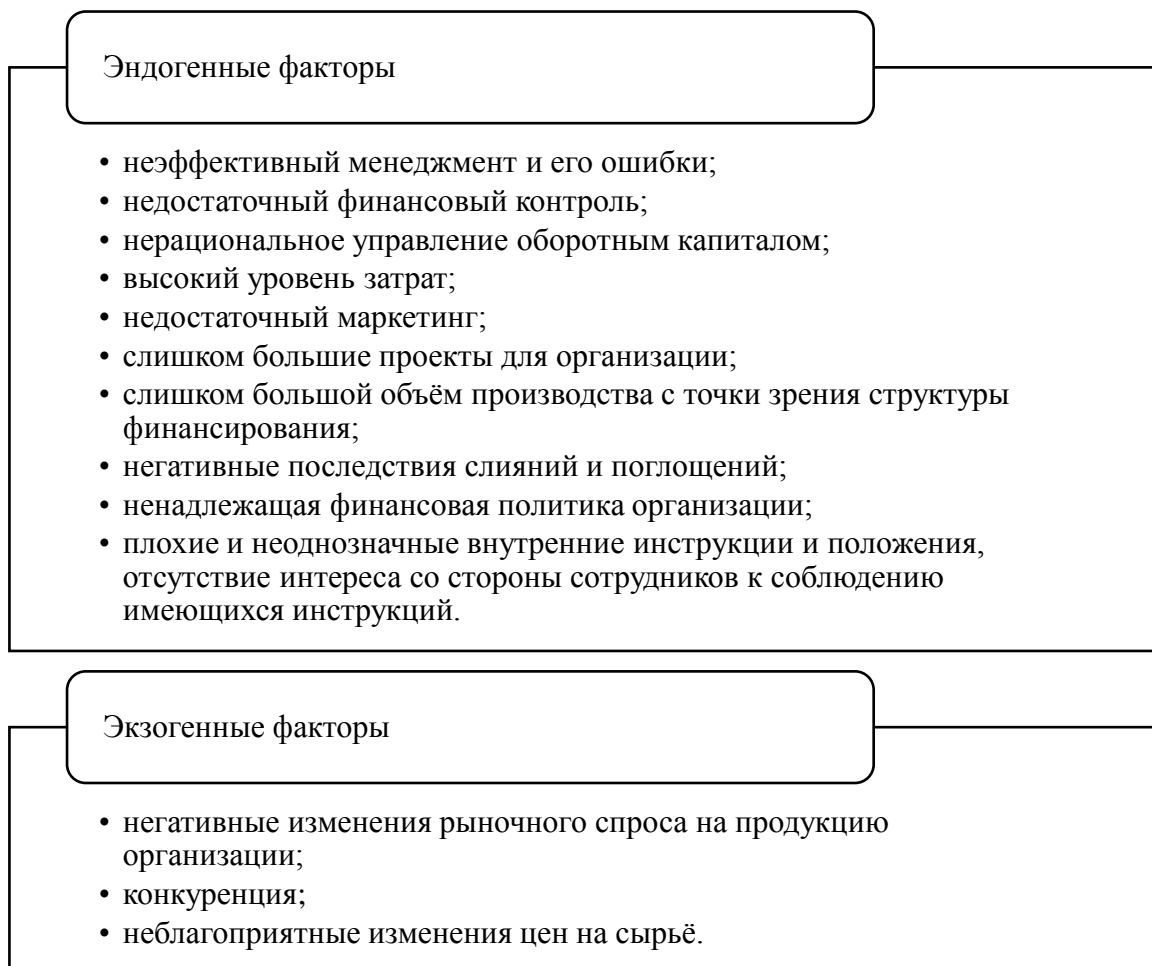 Эндогенные факторы
• неэффективный менеджмент и его ошибки;
• недостаточный финансовый контроль;
• нерациональное управление оборотным капиталом;
• высокий уровень затрат;
• недостаточный маркетинг;
• слишком большие проекты для организации;
• слишком большой объём производства с точки зрения структуры
финансирования;
• негативные последствия слияний и поглощений;
• ненадлежащая финансовая политика организации;
• плохие и неоднозначные внутренние инструкции и положения,
отсутствие интереса со стороны сотрудников к соблюдению
имеющихся инструкций.
Экзогенные факторы
• негативные изменения рыночного спроса на продукцию
организации;
• конкуренция;
• неблагоприятные изменения цен на сырьё.